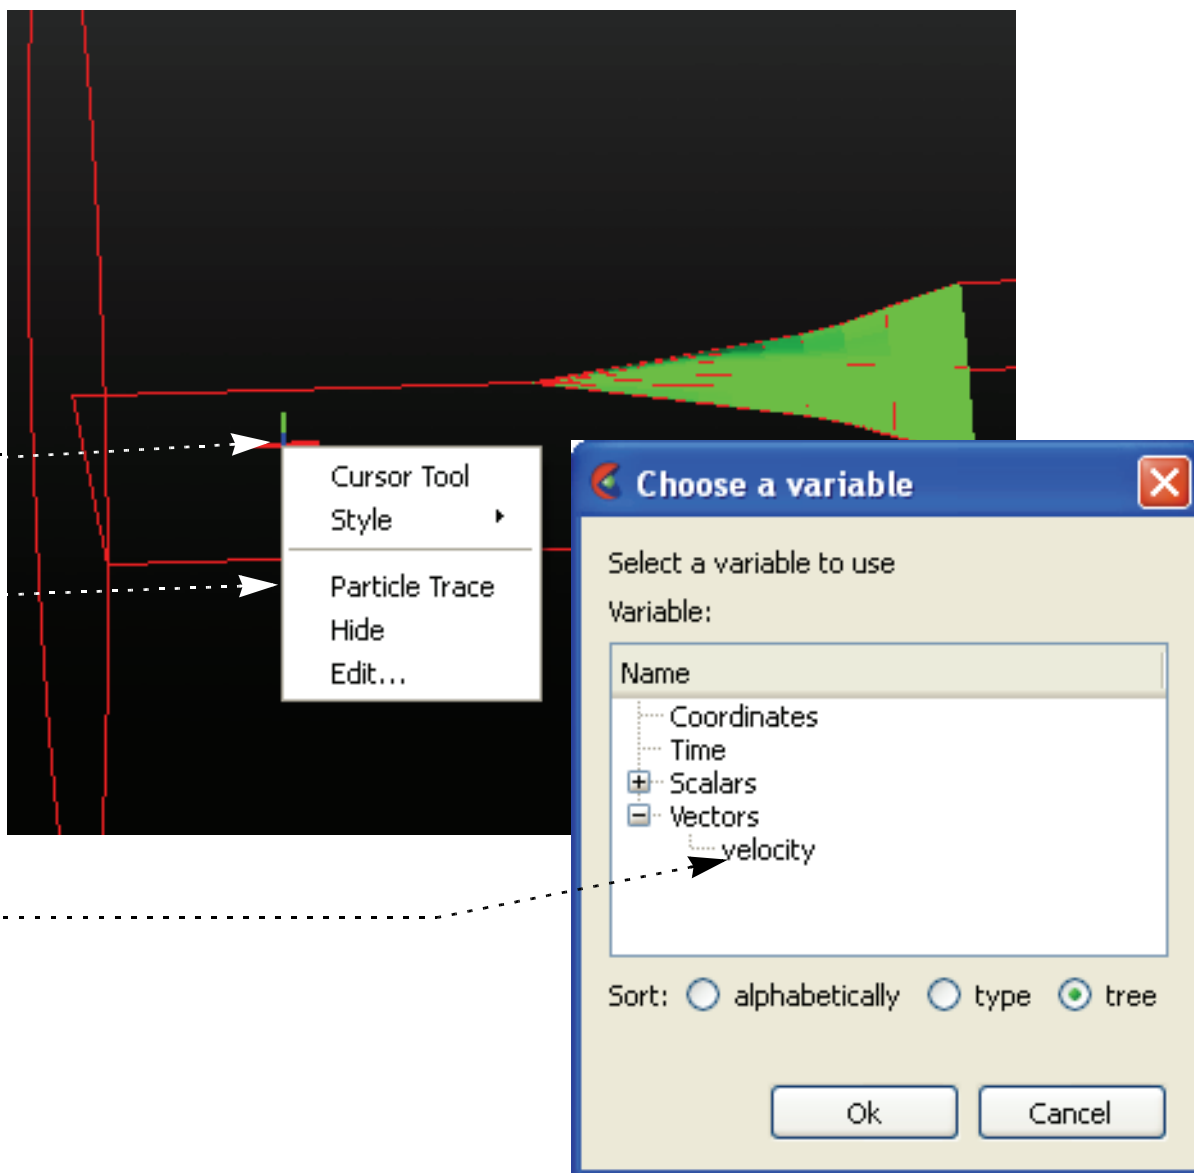 Cursor Tool
Style
Particle Trace
Hide
Edit...
Choose a variable
Select a variable to use
Variable:
Name
Coordinates
Time
Scalars
Vectors
velocity
Sort: alphabetically type tree
Ok Cancel